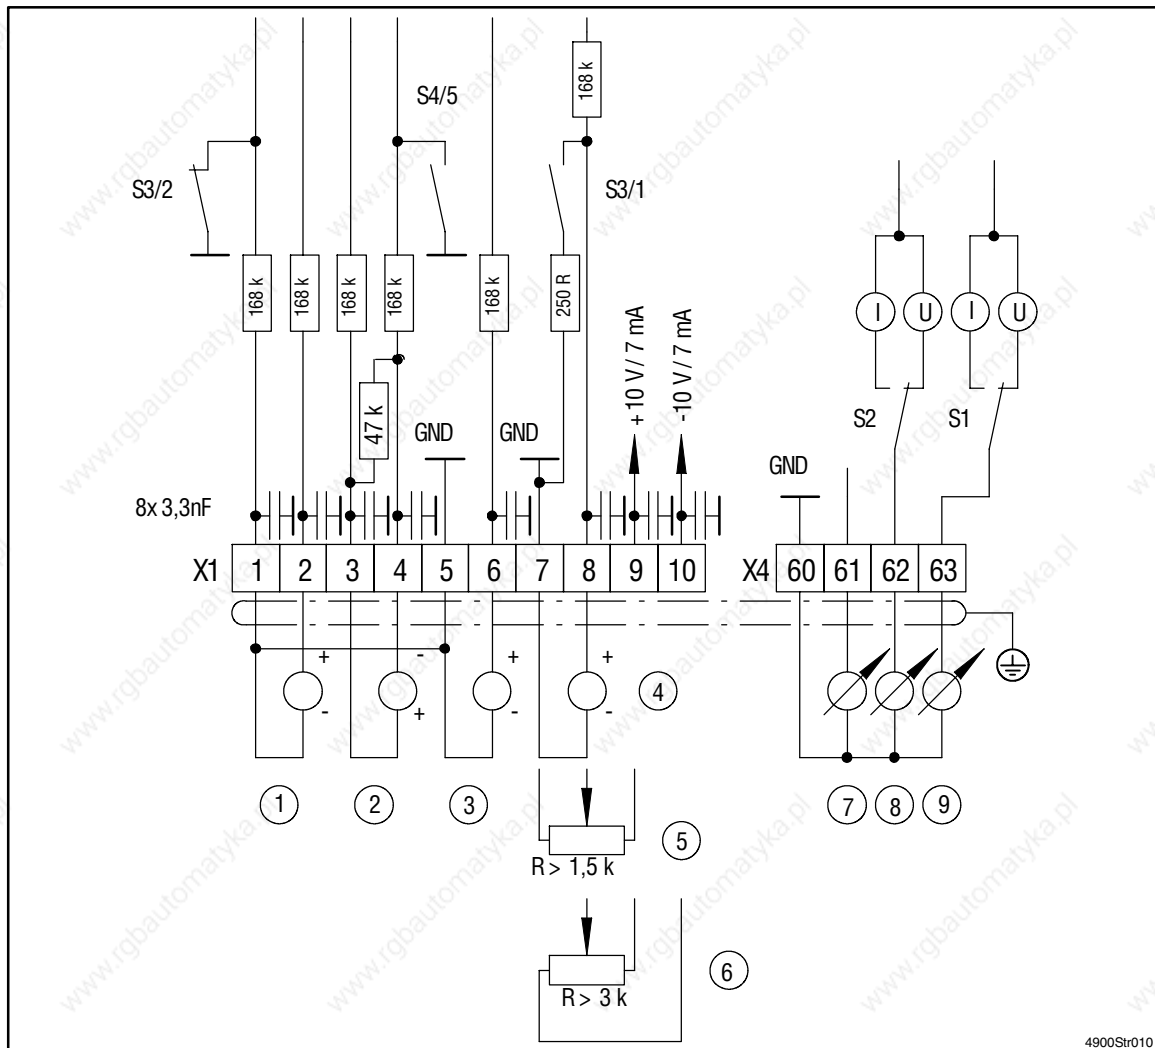 168 k
S4/5
S3/2
S3/1
168 k
168 k
168 k
168 k
168 k
250 R
I
U
I
U
+10 V / 7 mA
-10 V / 7 mA
47 k
GND
GND
S2
S1
GND
8x 3,3nF
X1 1 2 3 4 5 6 7 8 9 10
X4 60 61 62 63
+ - + +
- + - -
4
1 2 3
7 8 9
5
R > 1,5 k
6
R > 3 k
4900Str010
www.rgbautomatyka.pl